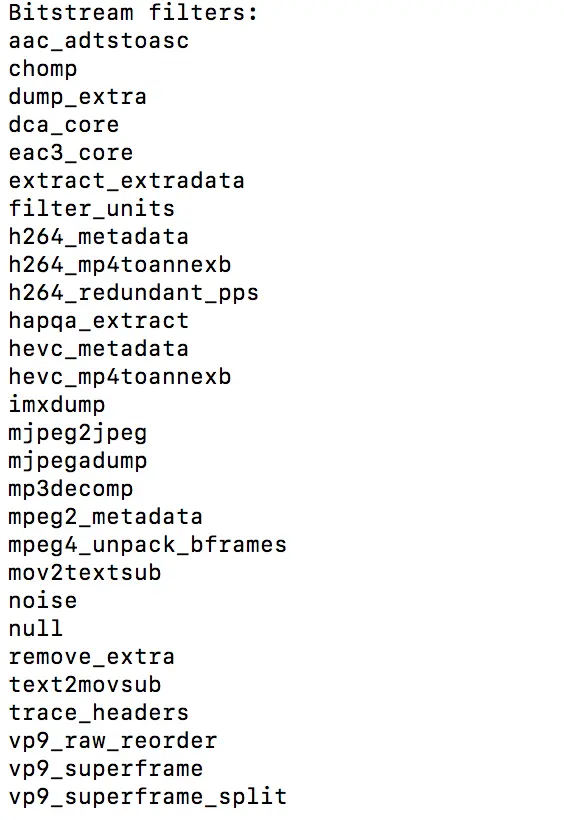 Bitstream filters:
aac_adtstoasc
chomp
dump_extra
dca_core
eac3_core
extract_extradata
filter_units
h264_metadata
h264_mp4toannexb
h264_redundant_pps
hapqa_extract
hevc_metadata
hevc_mp4toannexb
imxdump
mjpeg2jpeg
mjpegadump
mp3decomp
mpeg2_metadata
mpeg4_unpack_bframes
mov2textsub
noise
null
remove_extra
text2movsub
trace_headers
vp9_raw_reorder
vp9_superframe
vp9_superframe_split